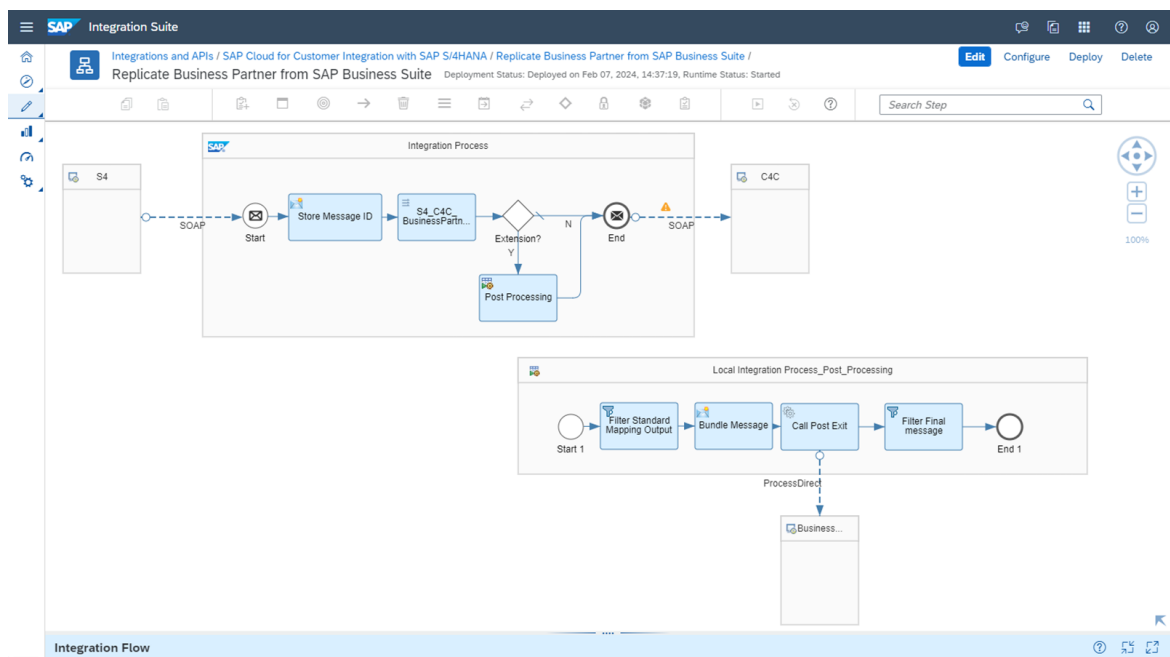 SAP Integration Suite
Integrations and APIs / SAP Cloud for Customer Integration with SAP S/4HANA / Replicate Business Partner from SAP Business Suite /
Replicate Business Partner from SAP Business Suite Deployment Status: Deployed on Feb 07, 2024, 14:37:19, Runtime Status: Started
Edit Configure Deploy Delete
Search Step
SAP Integration Process
S4
C4C
Store Message ID
S4_C4C_
BusinessPartn...
SOAP
Start
Extension?
N
End
SOAP
Y
Post Processing
100%
Local Integration Process_Post_Processing
Start 1
Filter Standard
Mapping Output
Bundle Message
Call Post Exit
Filter Final
message
End 1
ProcessDirect
Business...
Integration Flow